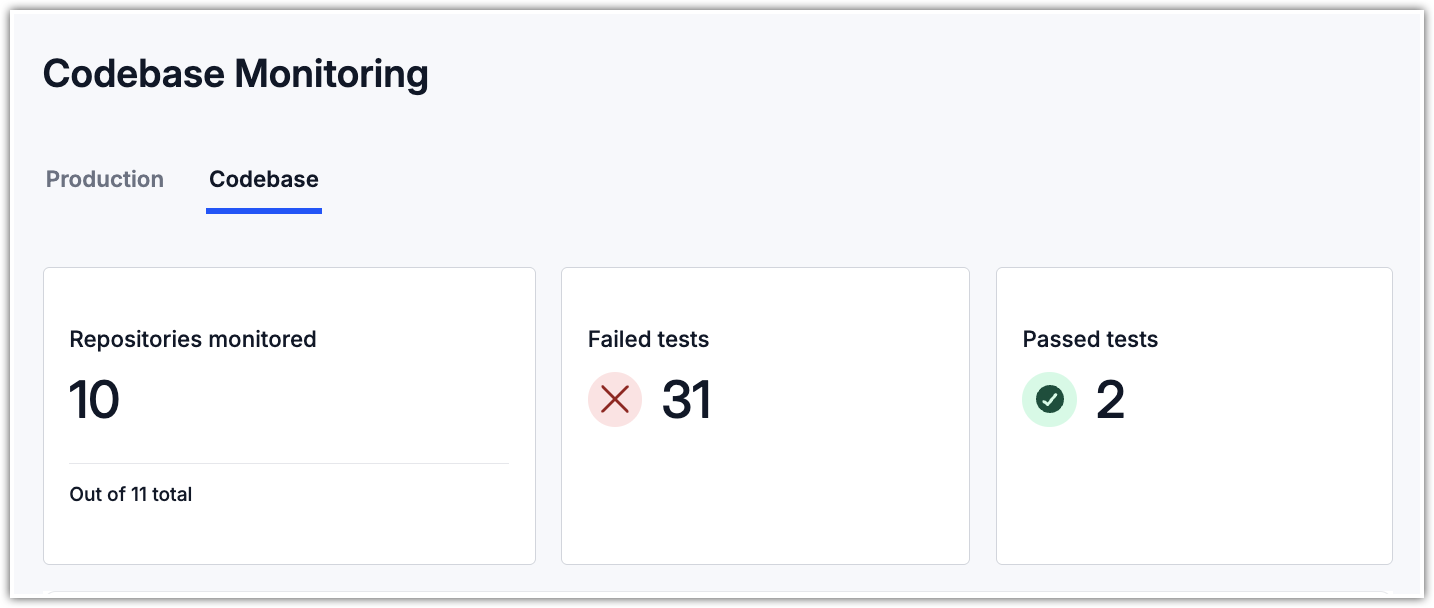 Codebase Monitoring
Production Codebase
Repositories monitored
10
Out of 11 total
Failed tests
31
Passed tests
2